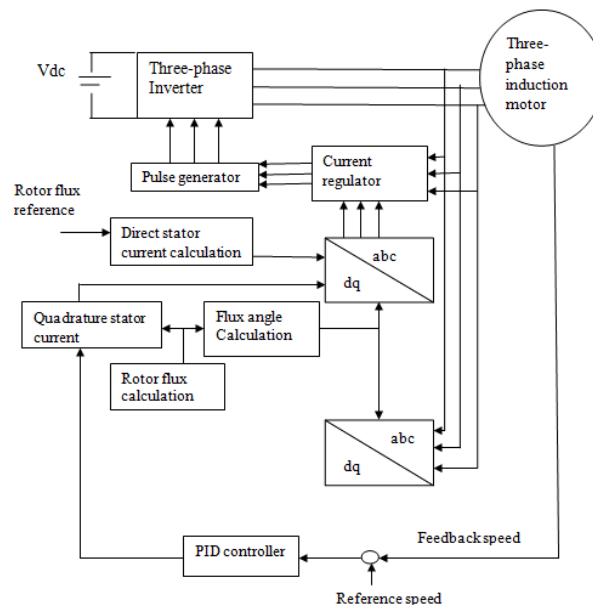 Three-
phase
induction
motor
Vdc
Three-phase
Inverter
Pulse generator
Current
regulator
Rotor flux
reference
Direct stator
current calculation
abc
dq
Quadrature stator
current
Flux angle
Calculation
Rotor flux
calculation
abc
dq
PID controller
Feedback speed
Reference speed